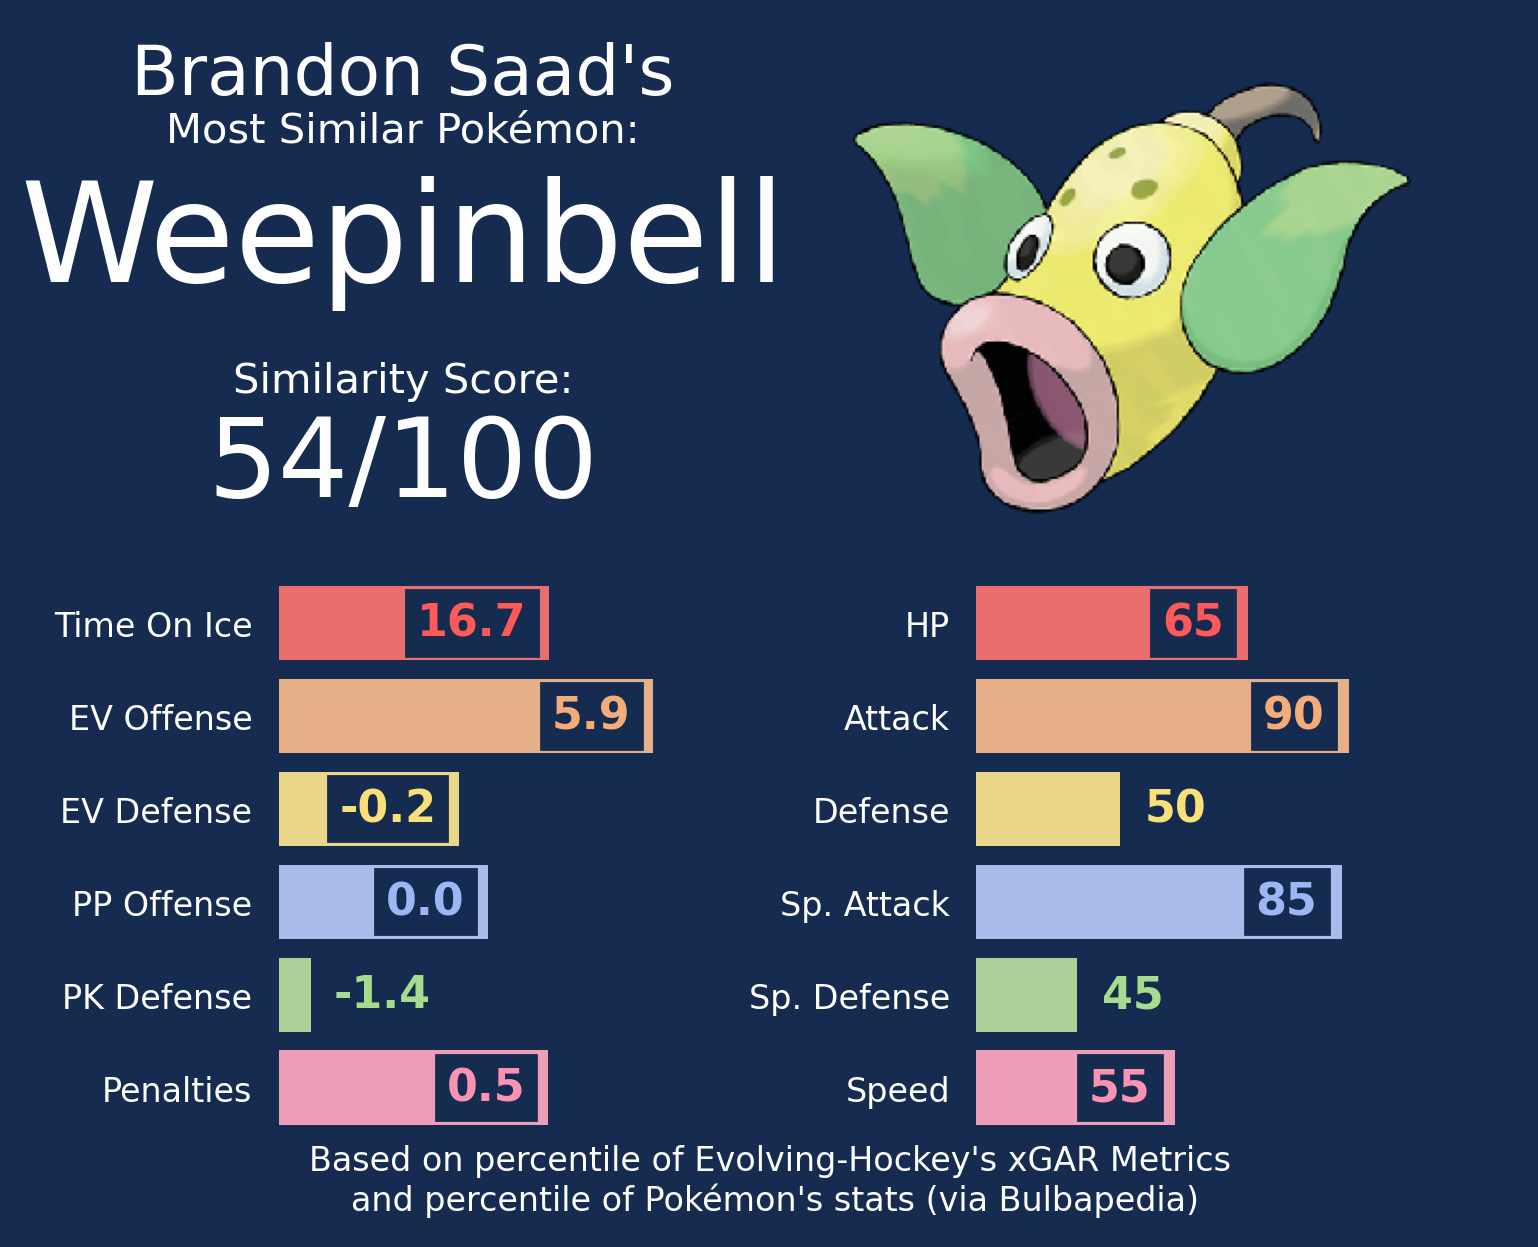 Brandon Saad's
Most Similar Pokémon:
Weepinbell
Similarity Score:
54/100
Time On Ice 16.7
EV Offense 5.9
EV Defense -0.2
PP Offense 0.0
PK Defense -1.4
Penalties 0.5
HP 65
Attack 90
Defense 50
Sp. Attack 85
Sp. Defense 45
Speed 55
Based on percentile of Evolving-Hockey's xGAR Metrics
and percentile of Pokémon's stats (via Bulbapedia)